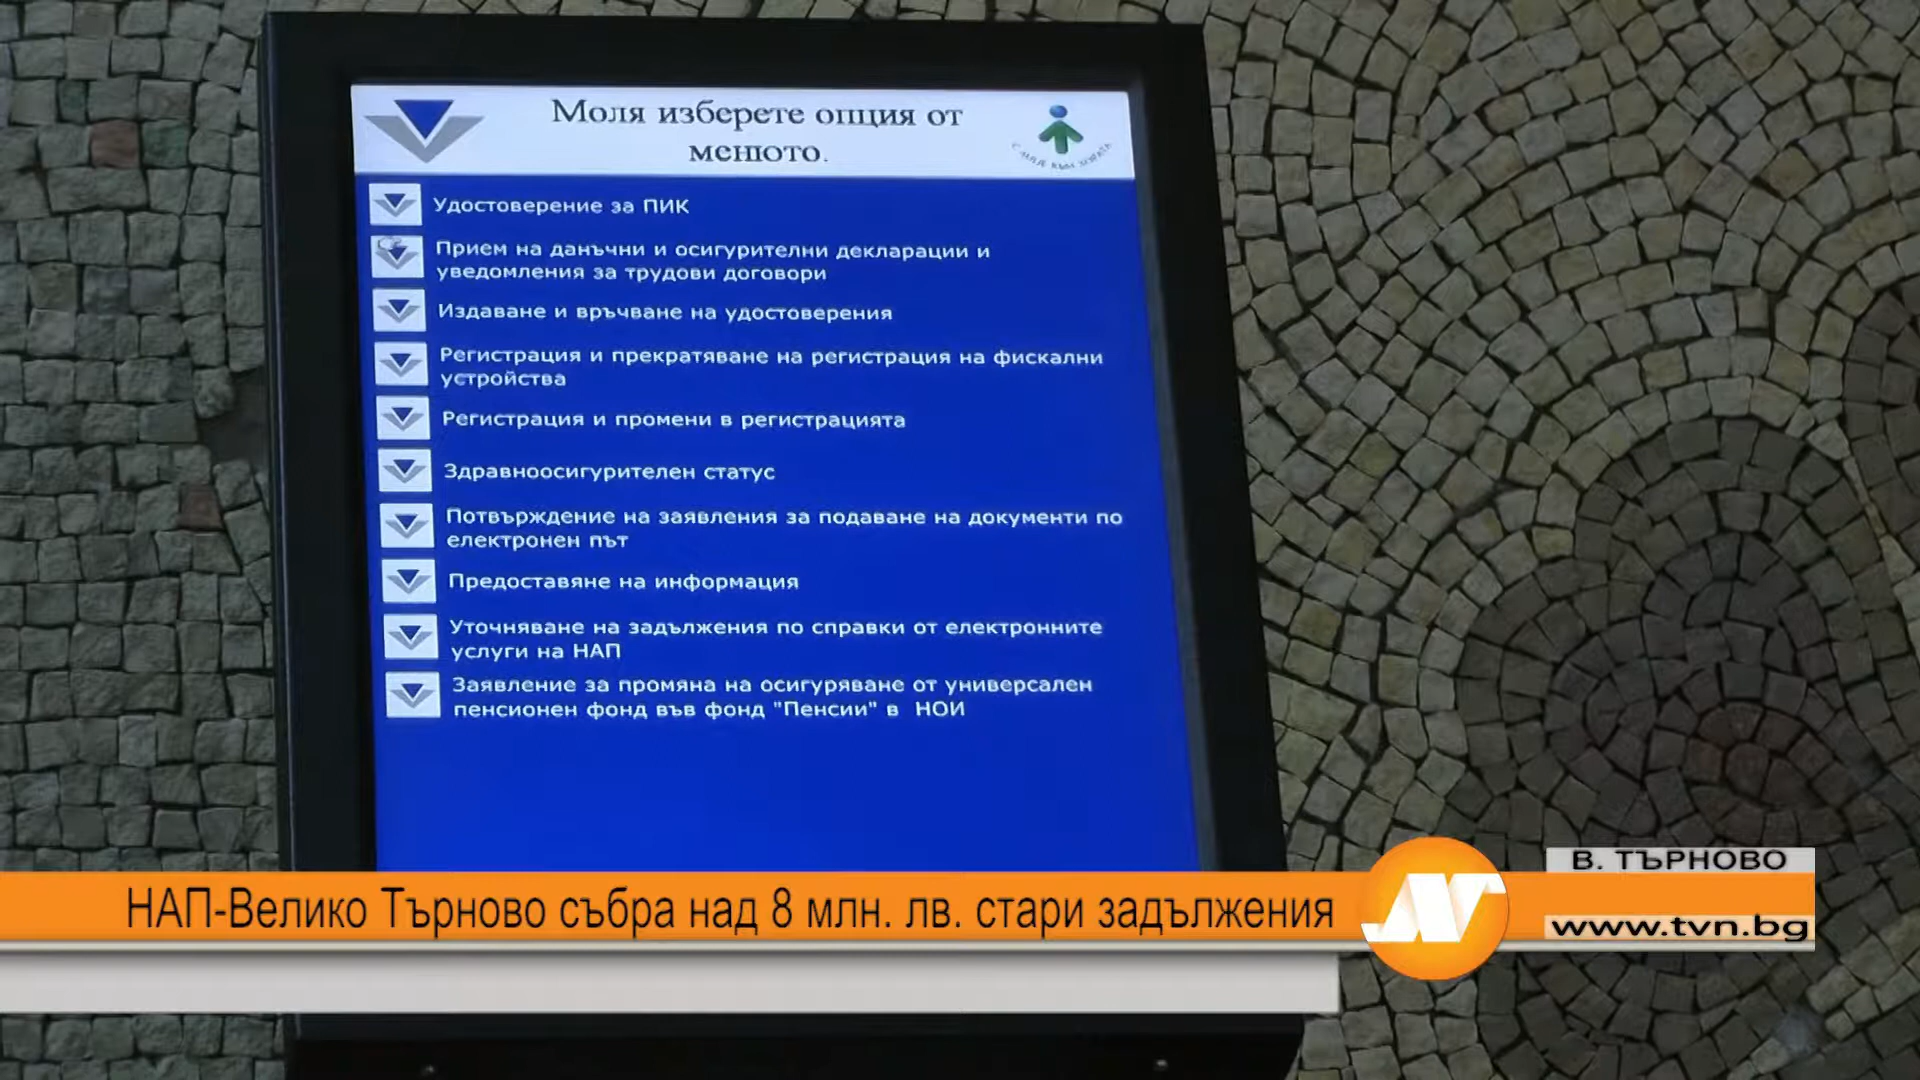 Моля изберете опция от
менюто.
Удостоверение за ПИК
Прием на данъчни и осигурителни декларации и
уведомления за трудови договори
Издаване и връчване на удостоверения
Регистрация и прекратяване на регистрация на фискални
устройства
Регистрация и промени в регистрацията
Здравноосигурителен статус
Потвърждение на заявления за подаване на документи по
електронен път
Предоставяне на информация
Уточняване на задължения по справки от електронните
услуги на НАП
Заявление за промяна на осигуряване от универсален
пенсионен фонд във фонд "Пенсии" в НОИ
В. ТЪРНОВО
НАП-Велико Търново събра над 8 млн. лв. стари задължения
www.tvn.bg